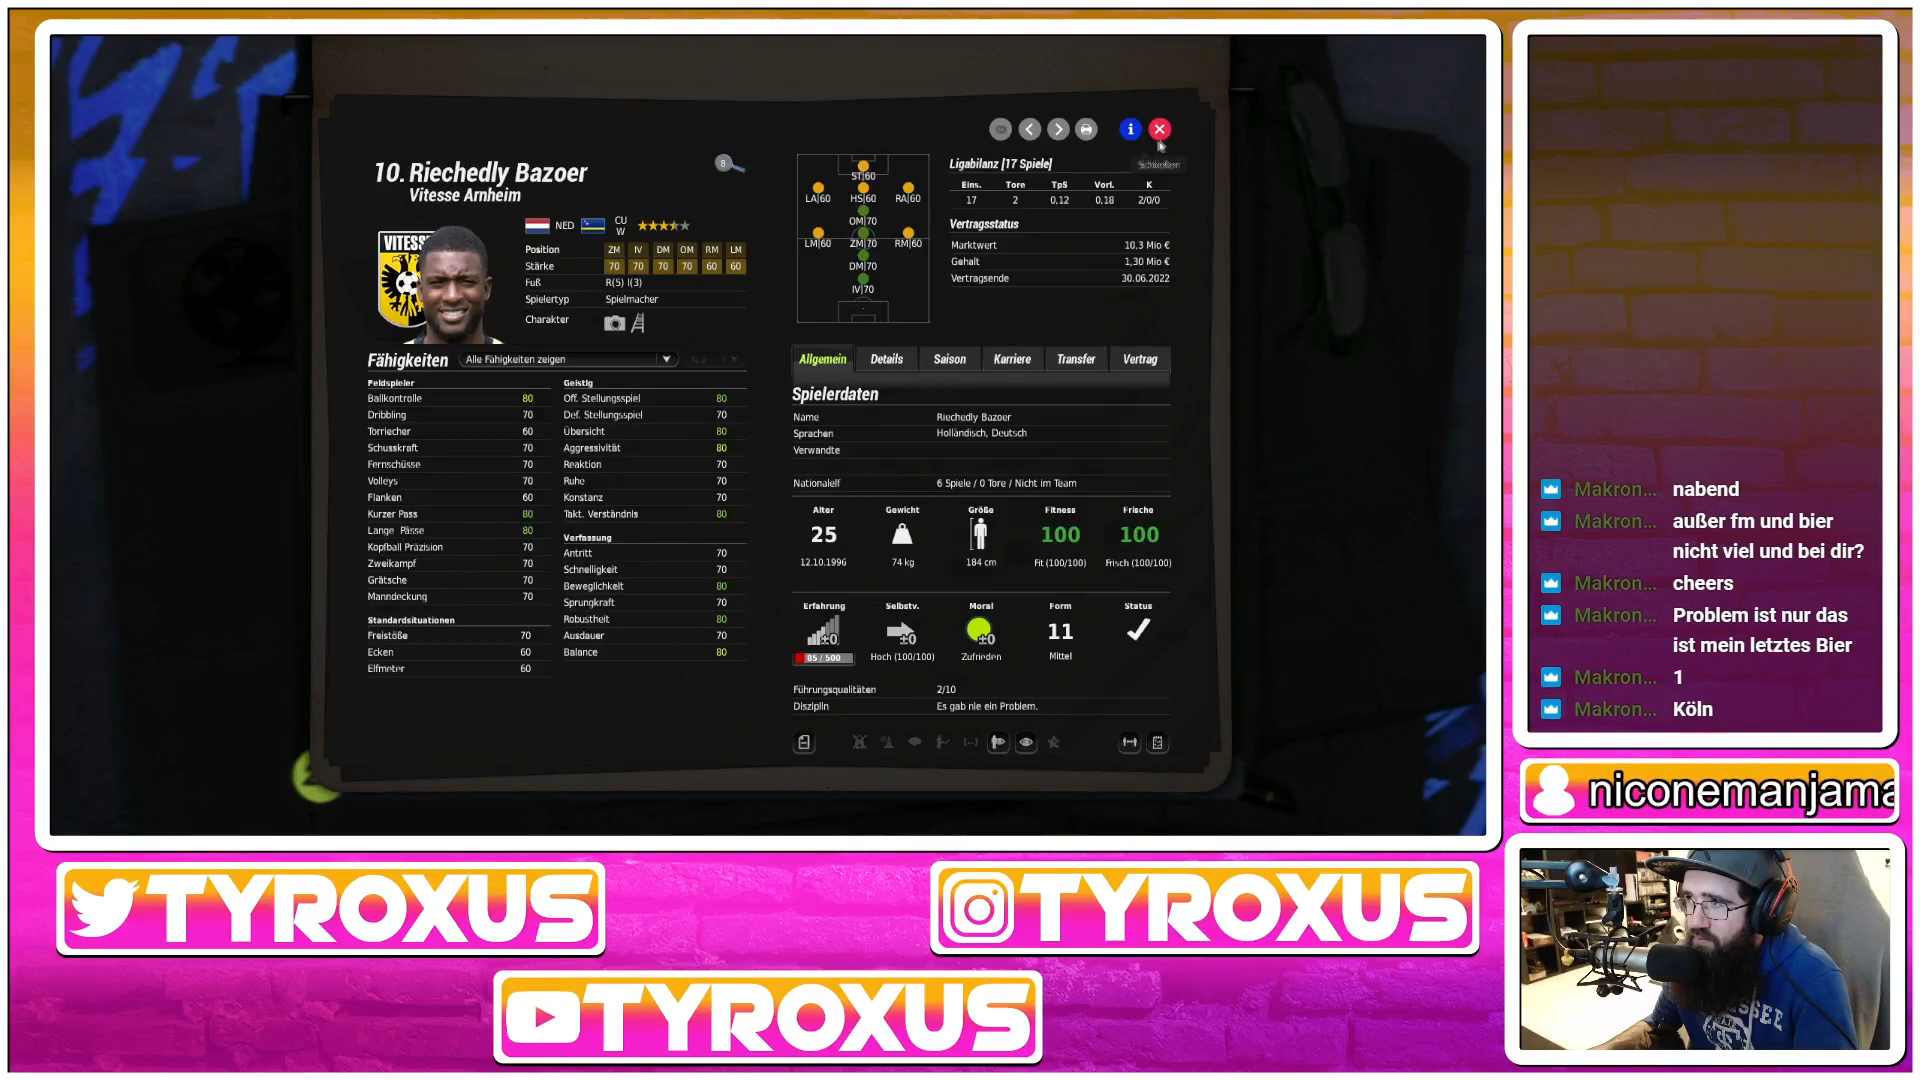 10. Riechedly Bazoer
Vitesse Arnheim
8
VITESS
NED
CU
W
Position ZM IV DM OM RM LM
Stärke 70 70 70 70 60 60
Fuß R(5) l(3)
Spielertyp Spielmacher
Charakter
Fähigkeiten Alle Fähigkeiten zeigen N.V.
Feldspieler
Ballkontrolle 80
Dribbling 70
Torriecher 60
Schusskraft 70
Fernschüsse 70
Volleys 70
Flanken 60
Kurzer Pass 80
Lange Pässe 80
Kopfball Präzision 70
Zweikampf 70
Grätsche 70
Manndeckung 70
Standardsituationen
Freistöße 70
Ecken 60
Elfmeter 60
Geistig
Off. Stellungsspiel 80
Def. Stellungsspiel 70
Übersicht 80
Aggressivität 80
Reaktion 70
Ruhe 70
Konstanz 70
Takt. Verständnis 80
Verfassung
Antritt 70
Schnelligkeit 70
Beweglichkeit 80
Sprungkraft 70
Robustheit 80
Ausdauer 70
Balance 80
ST|60
LA|60 HS|60 RA|60
OM|70
LM|60 ZM|70 RM|60
DM|70
IV|70
Ligabilanz [17 Spiele]
Eins. Tore TpS Vorl. K
17 2 0,12 0,18 2/0/0
Vertragsstatus
Marktwert 10,3 Mio €
Gehalt 1,30 Mio €
Vertragsende 30.06.2022
Allgemein Details Saison Karriere Transfer Vertrag
Spielerdaten
Name Riechedly Bazoer
Sprachen Holländisch, Deutsch
Verwandte
Nationalelf 6 Spiele / 0 Tore / Nicht im Team
Alter Gewicht Größe Fitness Frische
25 100 100
12.10.1996 74 kg 184 cm Fit (100/100) Frisch (100/100)
Erfahrung Selbstv. Moral Form Status
±0 ±0 ±0 11
85 / 500 Hoch (100/100) Zufrieden Mittel
Führungsqualitäten 2/10
Disziplin Es gab nie ein Problem.
Makron... nabend
Makron... außer fm und bier
nicht viel und bei dir?
Makron... cheers
Makron... Problem ist nur das
ist mein letztes Bier
Makron... 1
Makron... Köln
niconemanjama
TYROXUS
TYROXUS
TYROXUS